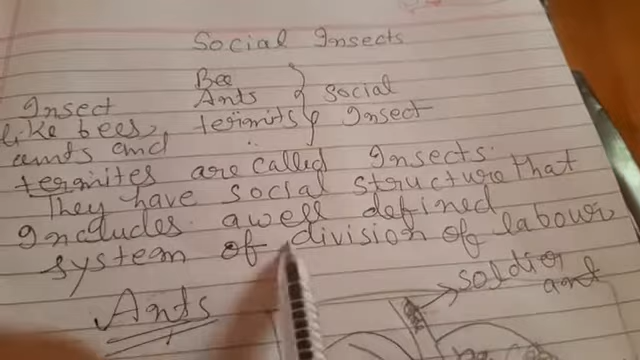 Social Insects
Bee
Ants
termits
Social
Insect
Insect
like bees,
ants and
termites are called Insects.
They have social structure that
Includes a well defined
system of division of labour
Ants
soldier
ant